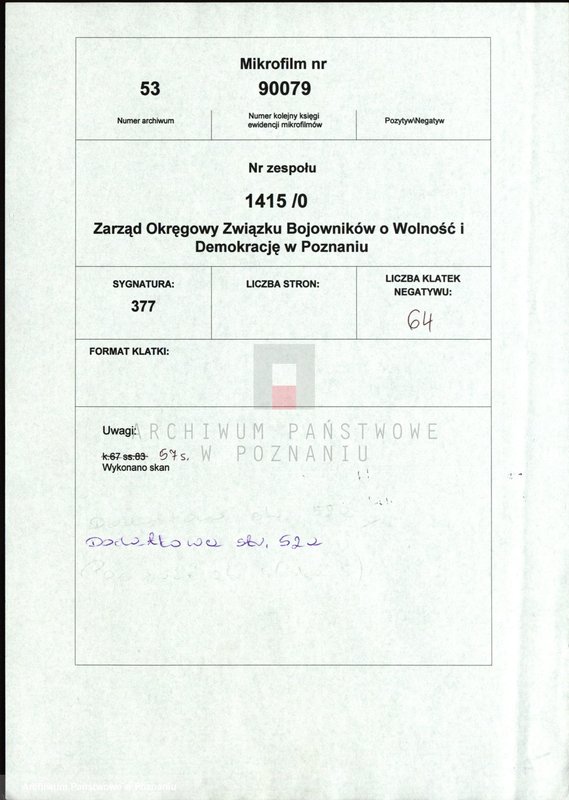 Mikrofilm nr
53
90079
Numer archiwum
Numer kolejny księgi
ewidencji mikrofilmów
Pozytyw\Negatyw
Nr zespołu
1415 /0
Zarząd Okręgowy Związku Bojowników o Wolność i
Demokrację w Poznaniu
SYGNATURA:
377
LICZBA STRON:
LICZBA KLATEK
NEGATYWU:
64
FORMAT KLATKI:
Uwagi:
ARCHIWUM PAŃSTWOWE
W POZNANIU
k.67 ss.83 57 s.
Wykonano skan
Dodatkowa str. 52a
Archiwum Państwowe w Poznaniu